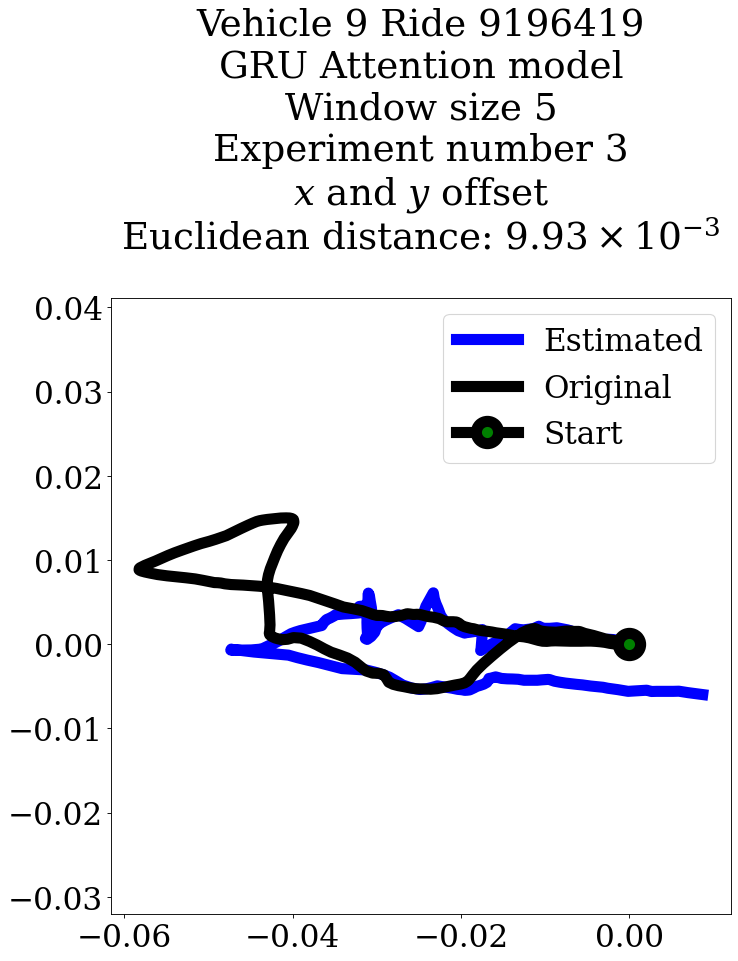 Vehicle 9 Ride 9196419
GRU Attention model
Window size 5
Experiment number 3
x and y offset
Euclidean distance: 9.93 × 10⁻³
0.04
0.03
0.02
0.01
0.00
−0.01
−0.02
−0.03
Estimated
Original
Start
−0.06 −0.04 −0.02 0.00